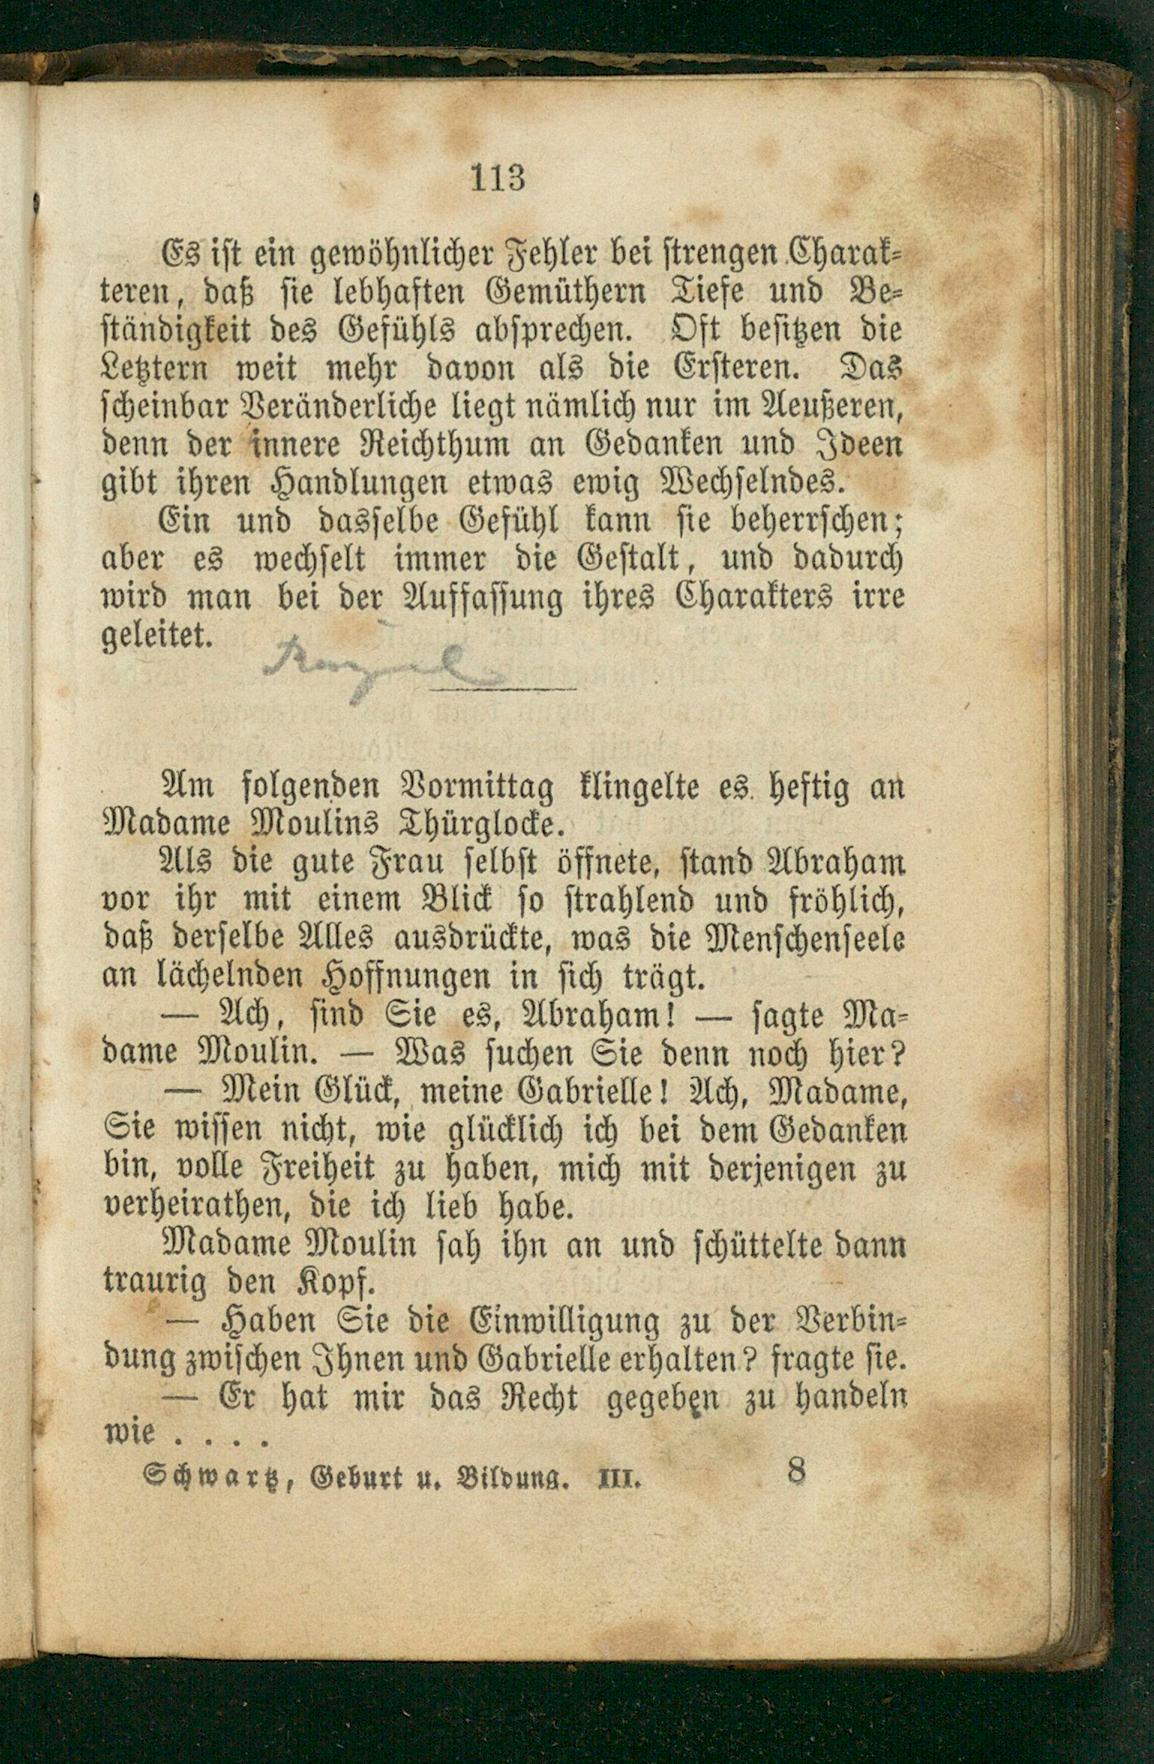 113
Es ist ein gewöhnlicher Fehler bei strengen Charak-
teren, daß sie lebhaften Gemüthern Tiefe und Be-
ständigkeit des Gefühls absprechen. Oft besitzen die
Letztern weit mehr davon als die Ersteren. Das
scheinbar Veränderliche liegt nämlich nur im Aeußeren,
denn der innere Reichthum an Gedanken und Ideen
gibt ihren Handlungen etwas ewig Wechselndes.
Ein und dasselbe Gefühl kann sie beherrschen;
aber es wechselt immer die Gestalt, und dadurch
wird man bei der Auffassung ihres Charakters irre
geleitet.
Am folgenden Vormittag klingelte es heftig an
Madame Moulins Thürglocke.
Als die gute Frau selbst öffnete, stand Abraham
vor ihr mit einem Blick so strahlend und fröhlich,
daß derselbe Alles ausdrückte, was die Menschenseele
an lächelnden Hoffnungen in sich trägt.
— Ach, sind Sie es, Abraham! — sagte Ma-
dame Moulin. — Was suchen Sie denn noch hier?
— Mein Glück, meine Gabrielle! Ach, Madame,
Sie wissen nicht, wie glücklich ich bei dem Gedanken
bin, volle Freiheit zu haben, mich mit derjenigen zu
verheirathen, die ich lieb habe.
Madame Moulin sah ihn an und schüttelte dann
traurig den Kopf.
— Haben Sie die Einwilligung zu der Verbin-
dung zwischen Ihnen und Gabrielle erhalten? fragte sie.
— Er hat mir das Recht gegeben zu handeln
wie . . . .
Schwartz, Geburt u. Bildung. III. 8